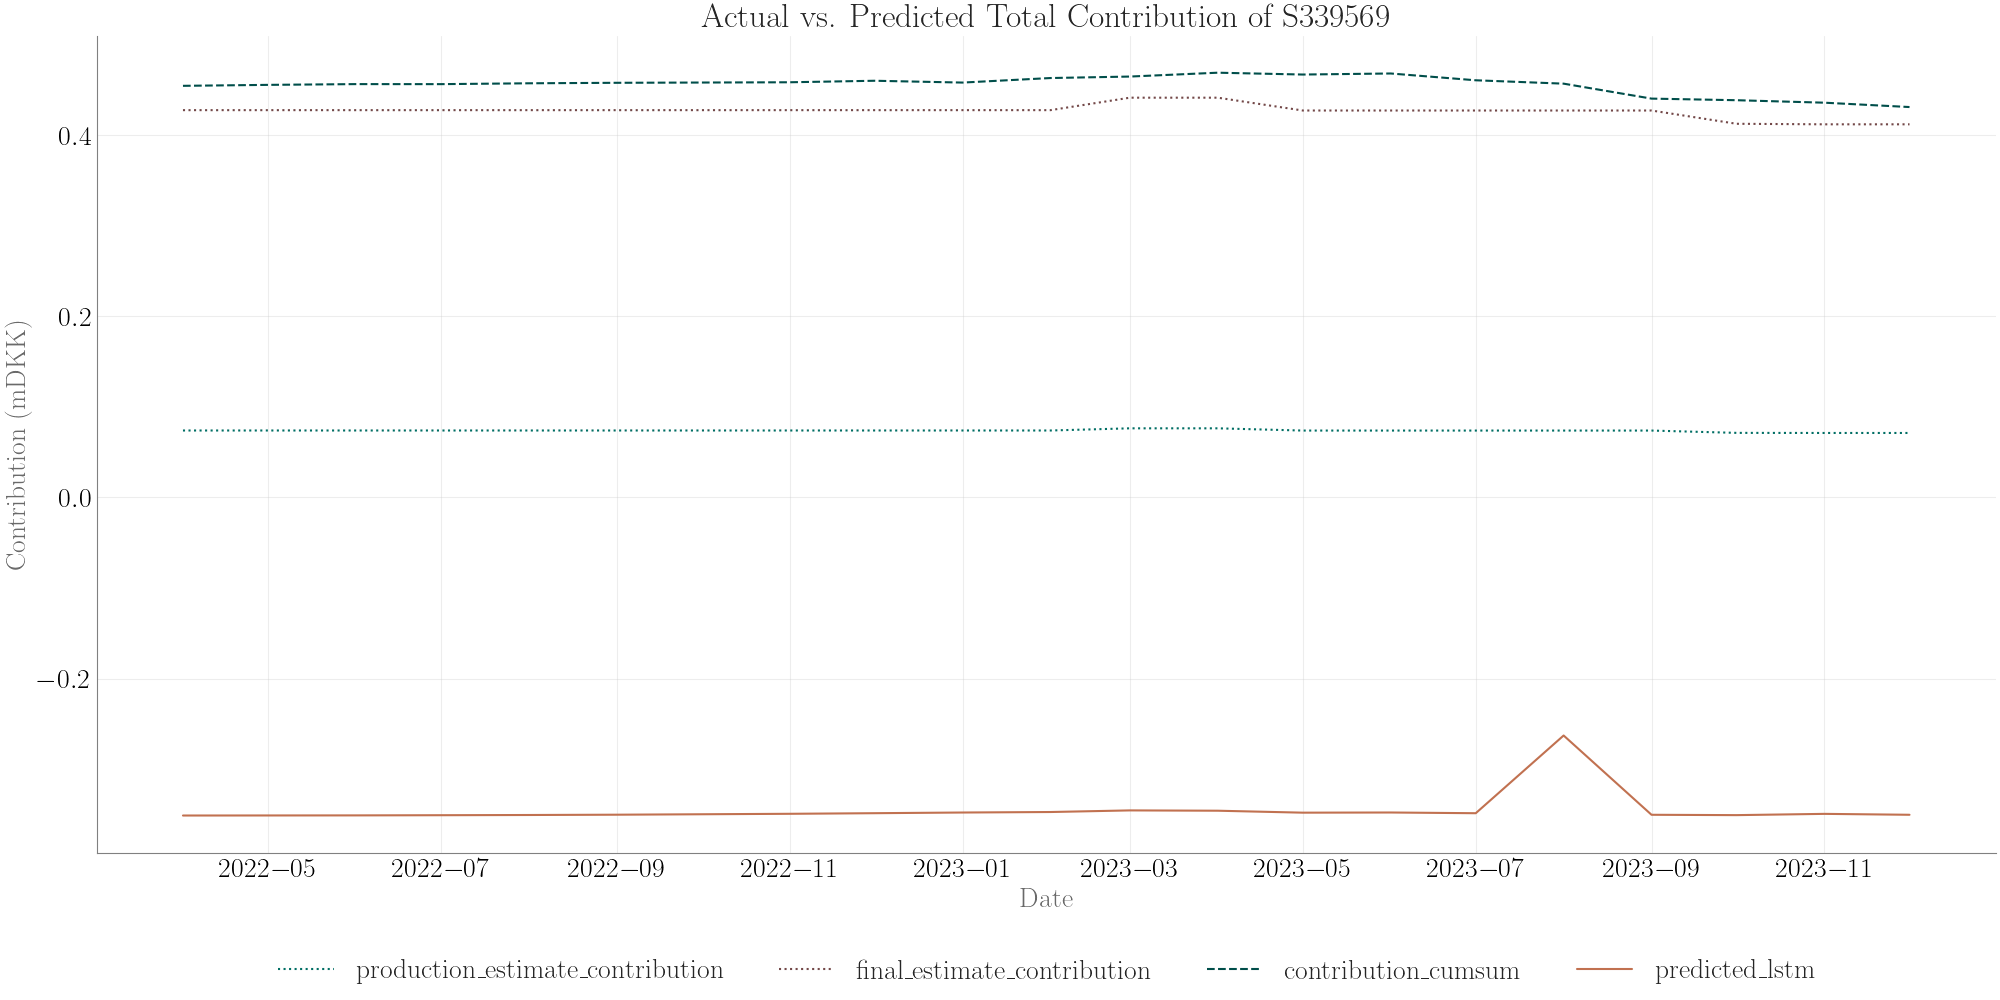 Actual vs. Predicted Total Contribution of S339569
Contribution (mDKK)
0.4
0.2
0.0
−0.2
2022−05 2022−07 2022−09 2022−11 2023−01 2023−03 2023−05 2023−07 2023−09 2023−11
Date
production_estimate_contribution final_estimate_contribution contribution_cumsum predicted_lstm